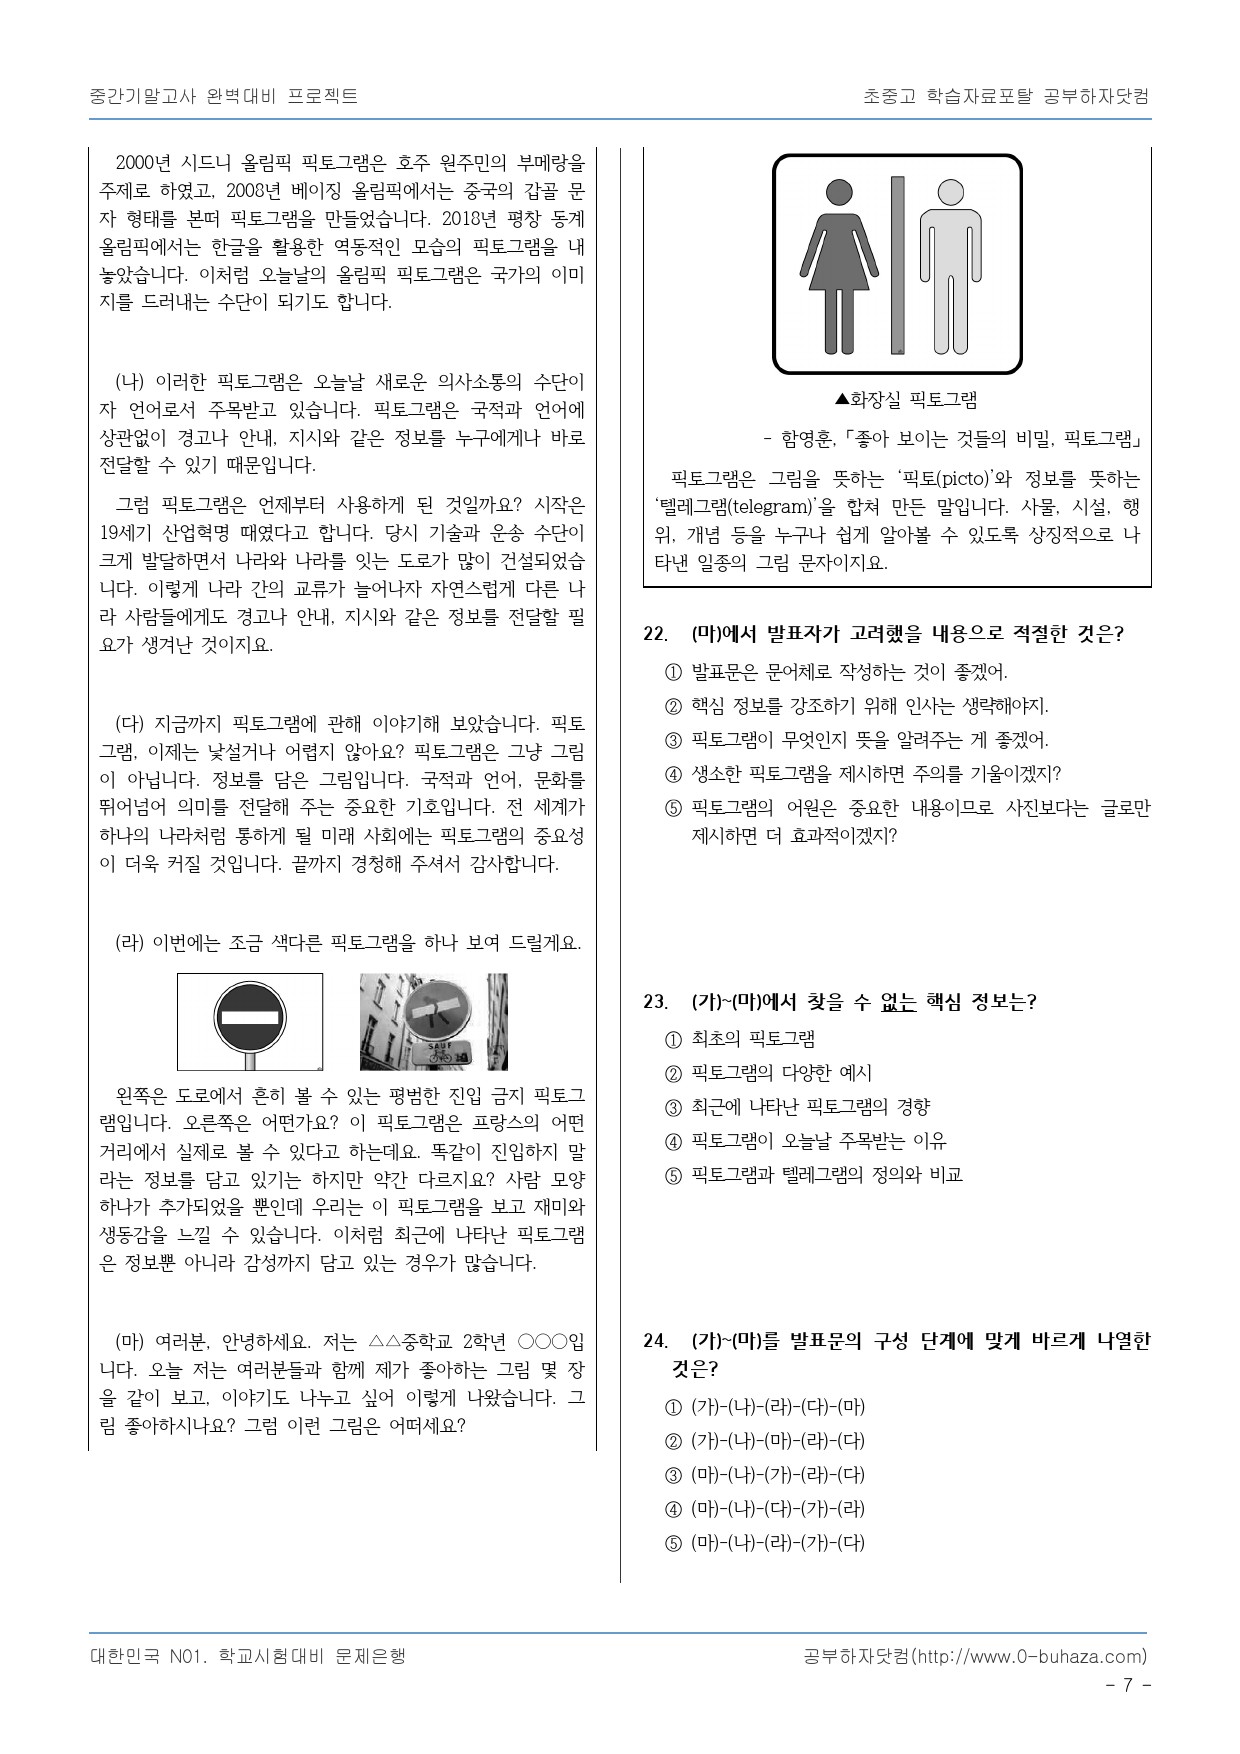 중간기말고사 완벽대비 프로젝트
초중고 학습자료포탈 공부하자닷컴
2000년 시드니 올림픽 픽토그램은 호주 원주민의 부메랑을
주제로 하였고, 2008년 베이징 올림픽에서는 중국의 갑골 문
자 형태를 본떠 픽토그램을 만들었습니다. 2018년 평창 동계
올림픽에서는 한글을 활용한 역동적인 모습의 픽토그램을 내
놓았습니다. 이처럼 오늘날의 올림픽 픽토그램은 국가의 이미
지를 드러내는 수단이 되기도 합니다.
(나) 이러한 픽토그램은 오늘날 새로운 의사소통의 수단이
자 언어로서 주목받고 있습니다. 픽토그램은 국적과 언어에
상관없이 경고나 안내, 지시와 같은 정보를 누구에게나 바로
전달할 수 있기 때문입니다.
그럼 픽토그램은 언제부터 사용하게 된 것일까요? 시작은
19세기 산업혁명 때였다고 합니다. 당시 기술과 운송 수단이
크게 발달하면서 나라와 나라를 잇는 도로가 많이 건설되었습
니다. 이렇게 나라 간의 교류가 늘어나자 자연스럽게 다른 나
라 사람들에게도 경고나 안내, 지시와 같은 정보를 전달할 필
요가 생겨난 것이지요.
(다) 지금까지 픽토그램에 관해 이야기해 보았습니다. 픽토
그램, 이제는 낯설거나 어렵지 않아요? 픽토그램은 그냥 그림
이 아닙니다. 정보를 담은 그림입니다. 국적과 언어, 문화를
뛰어넘어 의미를 전달해 주는 중요한 기호입니다. 전 세계가
하나의 나라처럼 통하게 될 미래 사회에는 픽토그램의 중요성
이 더욱 커질 것입니다. 끝까지 경청해 주셔서 감사합니다.
(라) 이번에는 조금 색다른 픽토그램을 하나 보여 드릴게요.
SAUF
왼쪽은 도로에서 흔히 볼 수 있는 평범한 진입 금지 픽토그
램입니다. 오른쪽은 어떤가요? 이 픽토그램은 프랑스의 어떤
거리에서 실제로 볼 수 있다고 하는데요. 똑같이 진입하지 말
라는 정보를 담고 있기는 하지만 약간 다르지요? 사람 모양
하나가 추가되었을 뿐인데 우리는 이 픽토그램을 보고 재미와
생동감을 느낄 수 있습니다. 이처럼 최근에 나타난 픽토그램
은 정보뿐 아니라 감성까지 담고 있는 경우가 많습니다.
(마) 여러분, 안녕하세요. 저는 △△중학교 2학년 ○○○입
니다. 오늘 저는 여러분들과 함께 제가 좋아하는 그림 몇 장
을 같이 보고, 이야기도 나누고 싶어 이렇게 나왔습니다. 그
림 좋아하시나요? 그럼 이런 그림은 어떠세요?
▲화장실 픽토그램
- 함영훈, 「좋아 보이는 것들의 비밀, 픽토그램」
픽토그램은 그림을 뜻하는 ‘픽토(picto)’와 정보를 뜻하는
‘텔레그램(telegram)’을 합쳐 만든 말입니다. 사물, 시설, 행
위, 개념 등을 누구나 쉽게 알아볼 수 있도록 상징적으로 나
타낸 일종의 그림 문자이지요.
22. (마)에서 발표자가 고려했을 내용으로 적절한 것은?
① 발표문은 문어체로 작성하는 것이 좋겠어.
② 핵심 정보를 강조하기 위해 인사는 생략해야지.
③ 픽토그램이 무엇인지 뜻을 알려주는 게 좋겠어.
④ 생소한 픽토그램을 제시하면 주의를 기울이겠지?
⑤ 픽토그램의 어원은 중요한 내용이므로 사진보다는 글로만
제시하면 더 효과적이겠지?
23. (가)~(마)에서 찾을 수 없는 핵심 정보는?
① 최초의 픽토그램
② 픽토그램의 다양한 예시
③ 최근에 나타난 픽토그램의 경향
④ 픽토그램이 오늘날 주목받는 이유
⑤ 픽토그램과 텔레그램의 정의와 비교
24. (가)~(마)를 발표문의 구성 단계에 맞게 바르게 나열한
것은?
① (가)-(나)-(라)-(다)-(마)
② (가)-(나)-(마)-(라)-(다)
③ (마)-(나)-(가)-(라)-(다)
④ (마)-(나)-(다)-(가)-(라)
⑤ (마)-(나)-(라)-(가)-(다)
대한민국 N01. 학교시험대비 문제은행
공부하자닷컴(http://www.0-buhaza.com)
- 7 -